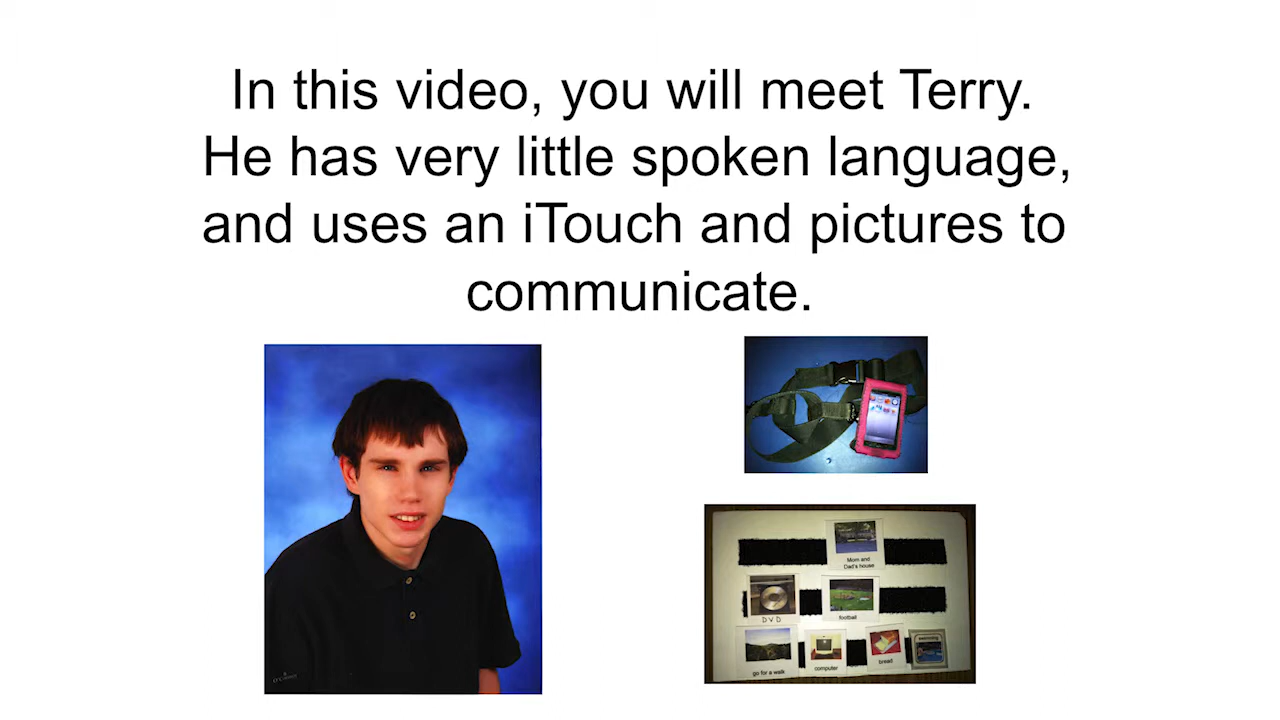 In this video, you will meet Terry.
He has very little spoken language,
and uses an iTouch and pictures to
communicate.
Mom and
Dad's house
D.V.D.
football
go for a walk
computer
bread
swimming